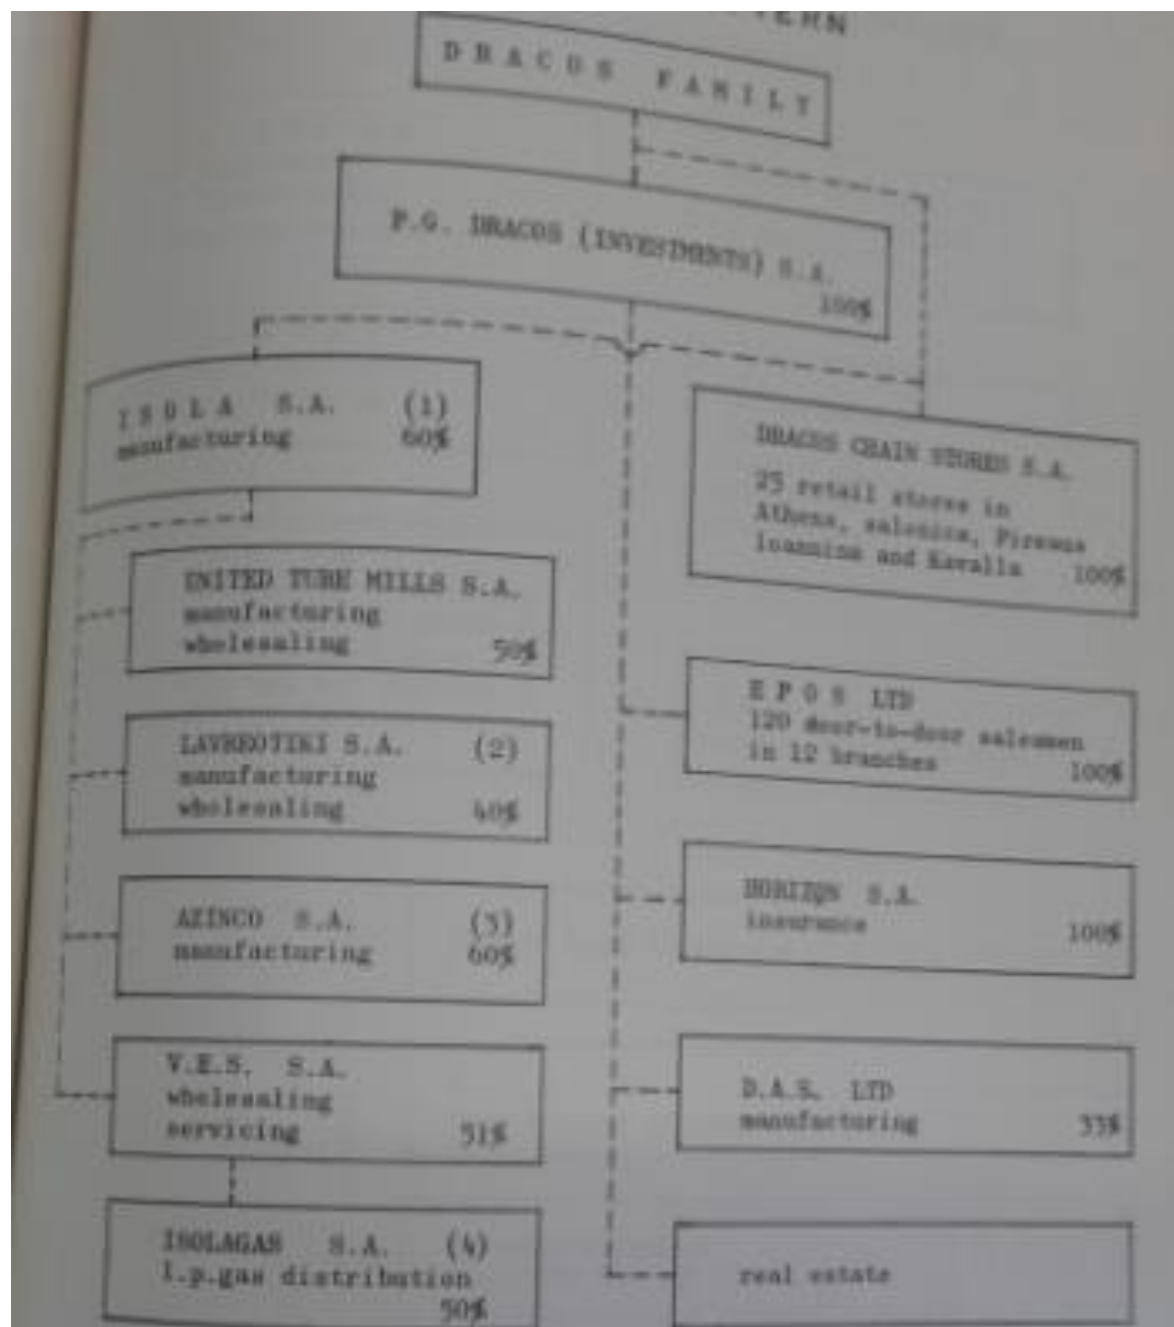 DRACOS FAMILY
P.G. DRACOS (INVESTMENTS) S.A.
100%
ISOLA S.A. (1)
manufacturing 60%
UNITED TUBE MILLS S.A.
manufacturing
wholesaling 50%
LAVREOTIKI S.A. (2)
manufacturing
wholesaling 40%
AZINCO S.A. (3)
manufacturing 60%
V.E.S. S.A.
wholesaling
servicing 51%
ISOLAGAS S.A. (4)
l.p.gas distribution
50%
DRACOS CHAIN STORES S.A.
25 retail stores in
Athens, salonica, Piraeus
Ioannina and Kavalla 100%
EPOS LTD
120 door-to-door salesmen
in 12 branches 100%
HORIZON S.A.
insurance 100%
D.A.S. LTD
manufacturing 33%
real estate